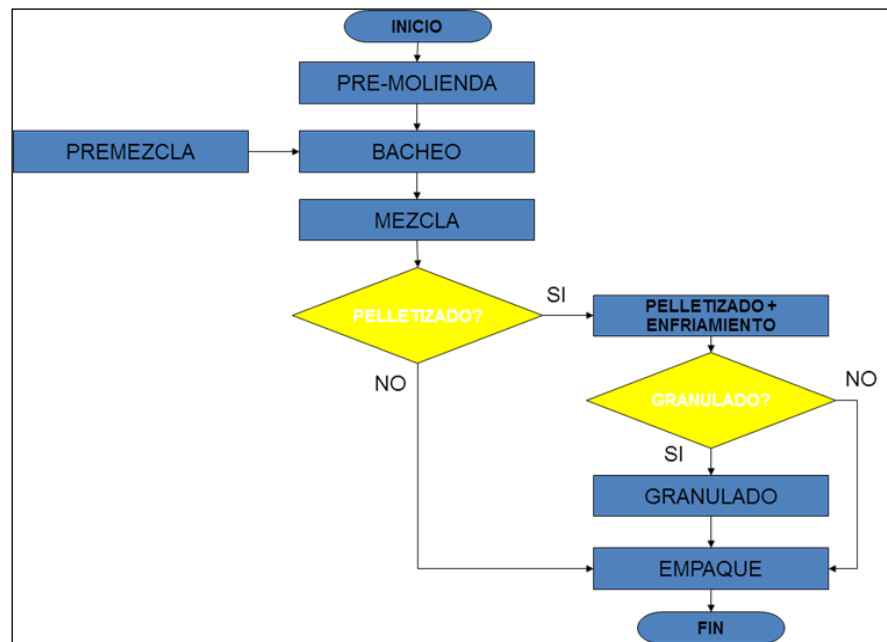 INICIO
PRE-MOLIENDA
PREMEZCLA
BACHEO
MEZCLA
PELLETIZADO?
SI
PELLETIZADO +
ENFRIAMIENTO
NO
GRANULADO?
NO
SI
GRANULADO
EMPAQUE
FIN